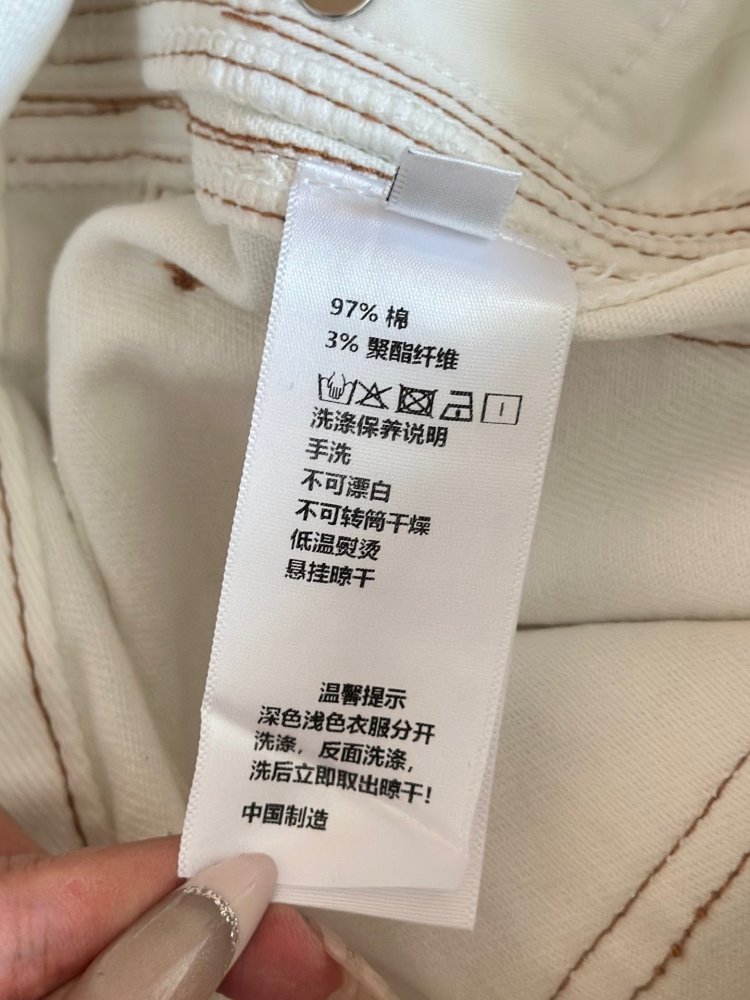 97% 棉
3% 聚酯纤维
洗涤保养说明
手洗
不可漂白
不可转筒干燥
低温熨烫
悬挂晾干
温馨提示
深色浅色衣服分开
洗涤，反面洗涤，
洗后立即取出晾干！
中国制造